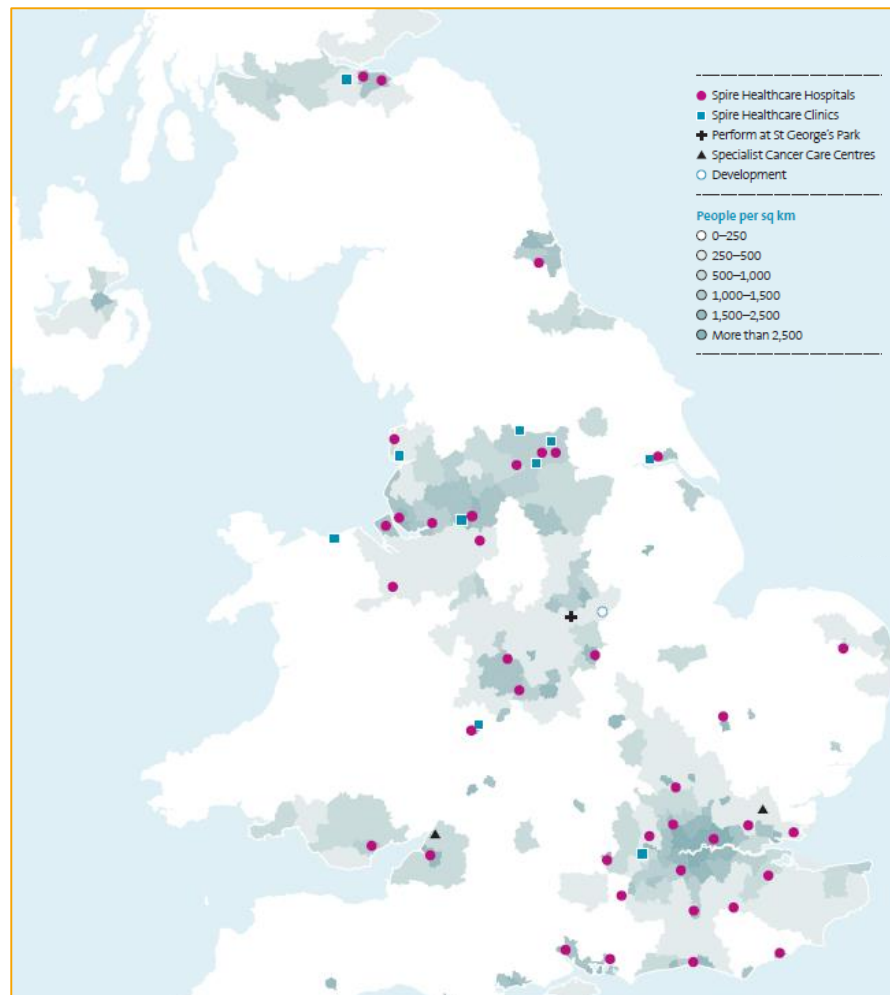 Spire Healthcare Hospitals
Spire Healthcare Clinics
Perform at St George's Park
Specialist Cancer Care Centres
Development
People per sq km
0–250
250–500
500–1,000
1,000–1,500
1,500–2,500
More than 2,500